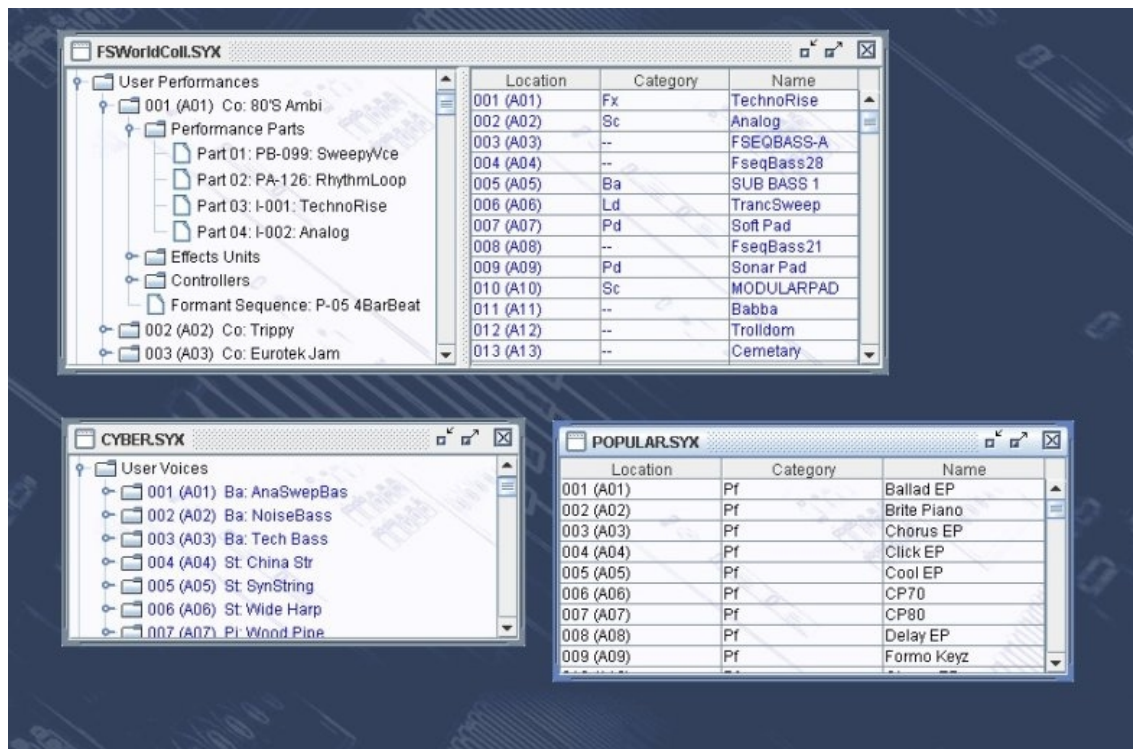 FSWorldColl.SYX
User Performances
001 (A01) Co: 80'S Ambi
Performance Parts
Part 01: PB-099: SweepyVce
Part 02: PA-126: RhythmLoop
Part 03: I-001: TechnoRise
Part 04: I-002: Analog
Effects Units
Controllers
Formant Sequence: P-05 4BarBeat
002 (A02) Co: Trippy
003 (A03) Co: Eurotek Jam
Location Category Name
001 (A01) Fx TechnoRise
002 (A02) Sc Analog
003 (A03) -- FSEQBASS-A
004 (A04) -- FseqBass28
005 (A05) Ba SUB BASS 1
006 (A06) Ld TrancSweep
007 (A07) Pd Soft Pad
008 (A08) -- FseqBass21
009 (A09) Pd Sonar Pad
010 (A10) Sc MODULARPAD
011 (A11) -- Babba
012 (A12) -- Trolldom
013 (A13) -- Cemetary
CYBER.SYX
User Voices
001 (A01) Ba: AnaSwepBas
002 (A02) Ba: NoiseBass
003 (A03) Ba: Tech Bass
004 (A04) St: China Str
005 (A05) St: SynString
006 (A06) St: Wide Harp
007 (A07) Pi: Wood Pipe
POPULAR.SYX
Location Category Name
001 (A01) Pf Ballad EP
002 (A02) Pf Brite Piano
003 (A03) Pf Chorus EP
004 (A04) Pf Click EP
005 (A05) Pf Cool EP
006 (A06) Pf CP70
007 (A07) Pf CP80
008 (A08) Pf Delay EP
009 (A09) Pf Formo Keyz